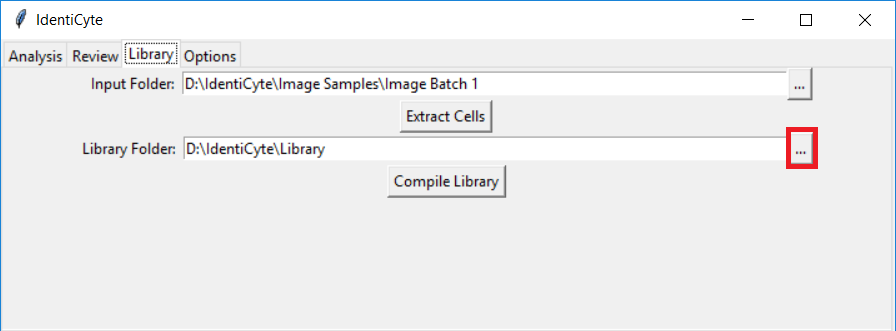 IdentiCyte
Analysis Review Library Options
Input Folder: D:\IdentiCyte\Image Samples\Image Batch 1 ...
Extract Cells
Library Folder: D:\IdentiCyte\Library ...
Compile Library